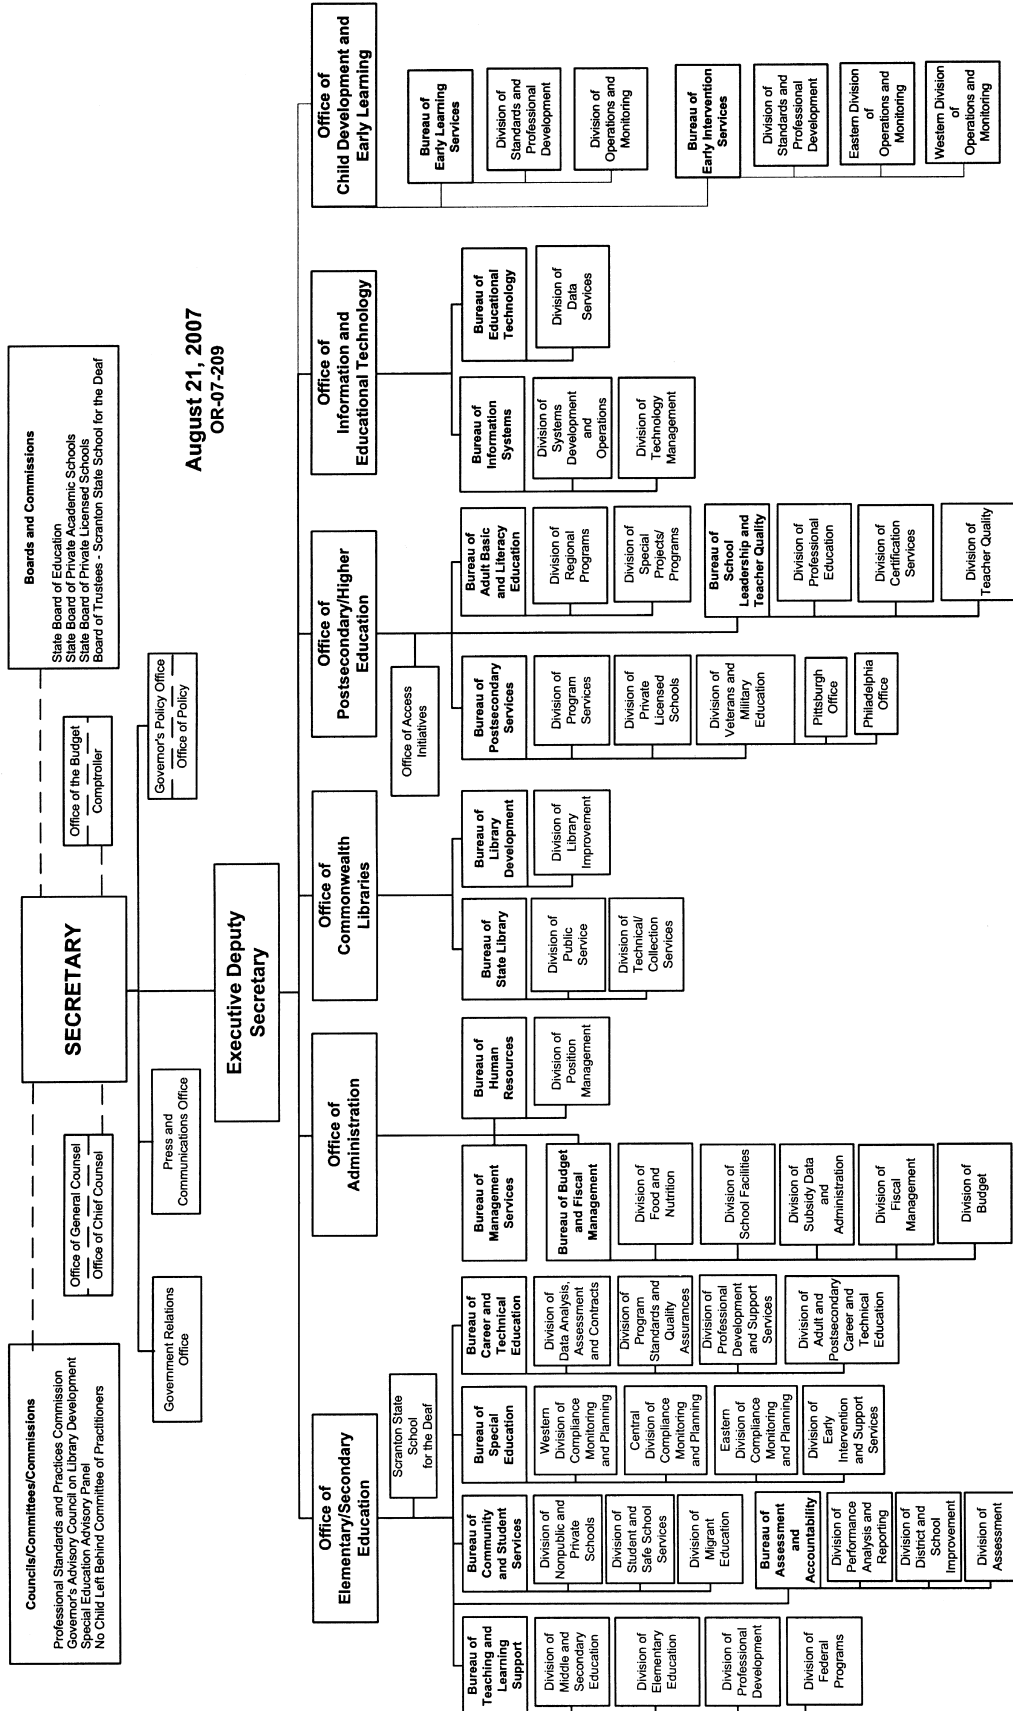 Councils/Committees/Commissions
Professional Standards and Practices Commission
Governor's Advisory Council on Library Development
Special Education Advisory Panel
No Child Left Behind Committee of Practitioners
SECRETARY
Boards and Commissions
State Board of Education
State Board of Private Academic Schools
State Board of Private Licensed Schools
Board of Trustees - Scranton State School for the Deaf
Office of General Counsel
Office of Chief Counsel
Office of the Budget
Comptroller
Government Relations
Office
Press and
Communications Office
Governor's Policy Office
Office of Policy
August 21, 2007
OR-07-209
Executive Deputy
Secretary
Office of
Elementary/Secondary
Education
Scranton State
School
for the Deaf
Bureau of
Teaching and
Learning
Support
Division of
Middle and
Secondary
Education
Division of
Elementary
Education
Division of
Professional
Development
Division of
Federal
Programs
Bureau of
Community
and Student
Services
Division of
Nonpublic and
Private
Schools
Division of
Student and
Safe School
Services
Division of
Migrant
Education
Bureau of
Assessment
and
Accountability
Division of
Performance
Analysis and
Reporting
Division of
District and
School
Improvement
Division of
Assessment
Bureau of
Special
Education
Western
Division of
Compliance
Monitoring
and Planning
Central
Division of
Compliance
Monitoring
and Planning
Eastern
Division of
Compliance
Monitoring
and Planning
Division of
Early
Intervention
and Support
Services
Bureau of
Career and
Technical
Education
Division of
Data Analysis,
Assessment
and Contracts
Division of
Program
Standards and
Quality
Assurances
Division of
Professional
Development
and Support
Services
Division of
Adult and
Postsecondary
Career and
Technical
Education
Office of
Administration
Bureau of
Management
Services
Bureau of Budget
and Fiscal
Management
Division of
Food and
Nutrition
Division of
School Facilities
Division of
Subsidy Data
and
Administration
Division of
Fiscal
Management
Division of
Budget
Bureau of
Human
Resources
Division of
Position
Management
Office of
Commonwealth
Libraries
Bureau of
State Library
Division of
Public
Service
Division of
Technical/
Collection
Services
Bureau of
Library
Development
Division of
Library
Improvement
Office of
Postsecondary/Higher
Education
Office of Access
Initiatives
Bureau of
Postsecondary
Services
Division of
Program
Services
Division of
Private
Licensed
Schools
Division of
Veterans and
Military
Education
Pittsburgh
Office
Philadelphia
Office
Bureau of
Adult Basic
and Literacy
Education
Division of
Regional
Programs
Division of
Special
Projects/
Programs
Bureau of
School
Leadership and
Teacher Quality
Division of
Professional
Education
Division of
Certification
Services
Division of
Teacher Quality
Office of
Information and
Educational Technology
Bureau of
Information
Systems
Division of
Systems
Development
and
Operations
Division of
Technology
Management
Bureau of
Educational
Technology
Division of
Data
Services
Office of
Child Development and
Early Learning
Bureau of
Early Learning
Services
Division of
Standards and
Professional
Development
Division of
Operations and
Monitoring
Bureau of
Early Intervention
Services
Division of
Standards and
Professional
Development
Eastern Division
of
Operations and
Monitoring
Western Division
of
Operations and
Monitoring